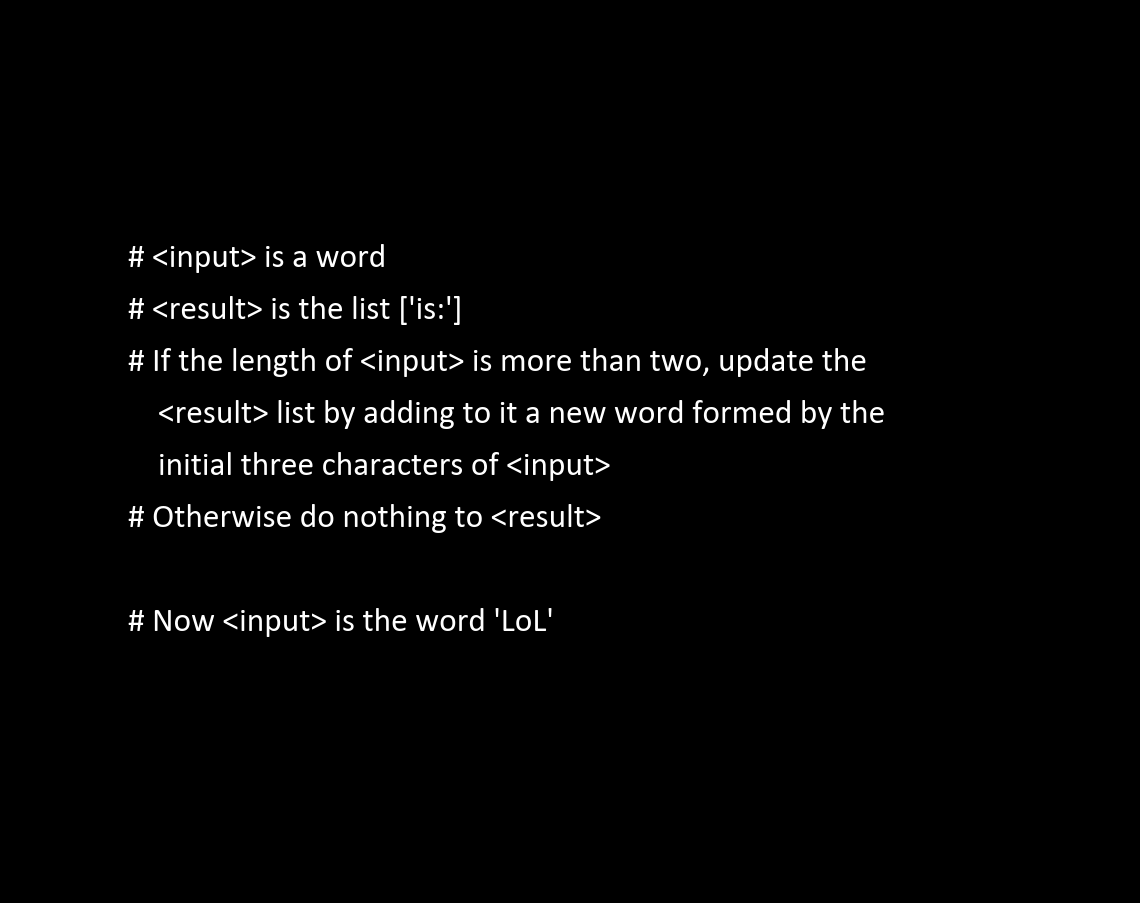 # <input> is a word
# <result> is the list ['is:']
# If the length of <input> is more than two, update the
<result> list by adding to it a new word formed by the
initial three characters of <input>
# Otherwise do nothing to <result>
# Now <input> is the word 'LoL'